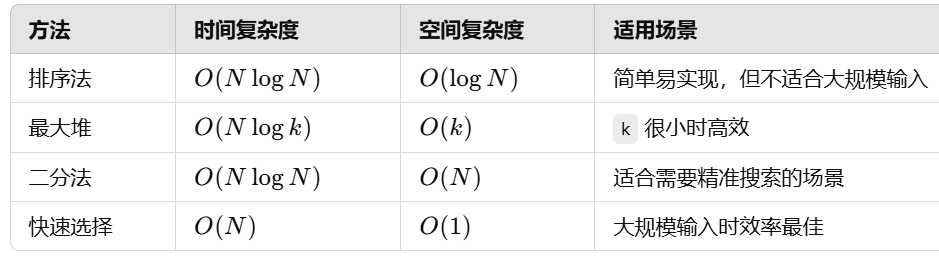 方法 时间复杂度 空间复杂度 适用场景
排序法 O(N log N) O(log N) 简单易实现，但不适合大规模输入
最大堆 O(N log k) O(k) k 很小时高效
二分法 O(N log N) O(N) 适合需要精准搜索的场景
快速选择 O(N) O(1) 大规模输入时效率最佳